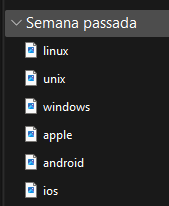 Semana passada
linux
unix
windows
apple
android
ios